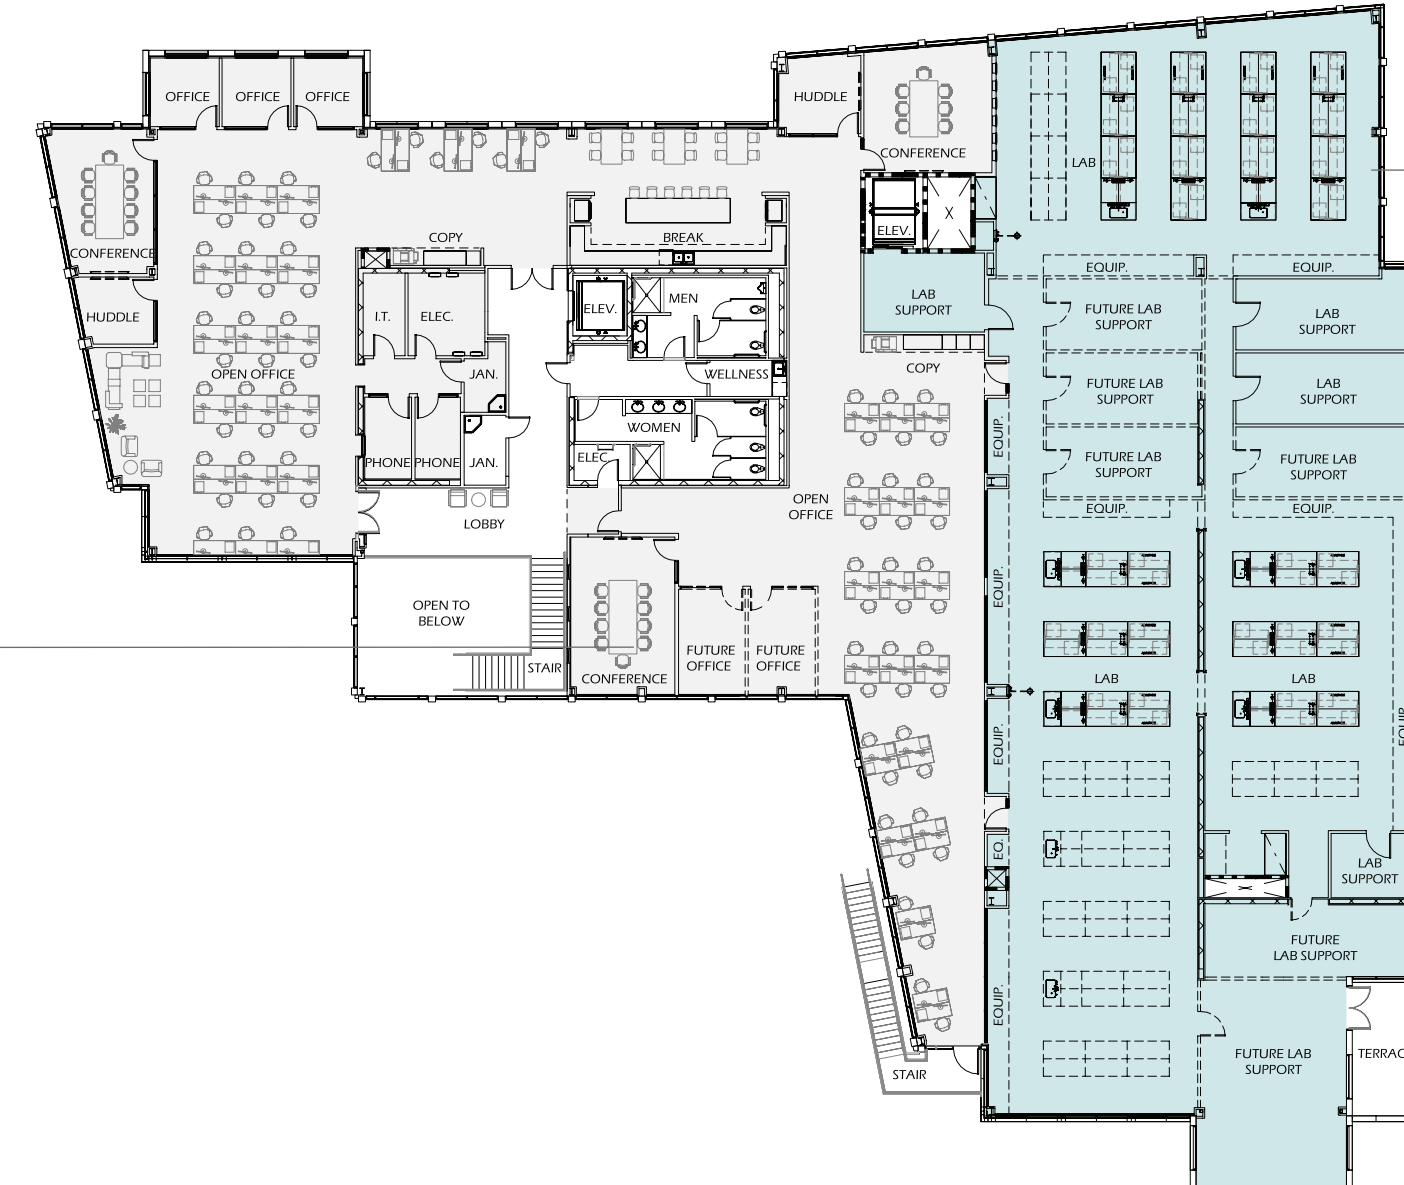 OFFICE
OFFICE
OFFICE
HUDDLE
CONFERENCE
LAB
ELEV.
CONFERENCE
COPY
BREAK
EQUIP.
EQUIP.
HUDDLE
I.T.
ELEC.
ELEV.
MEN
LAB
SUPPORT
FUTURE LAB
SUPPORT
LAB
SUPPORT
OPEN OFFICE
JAN.
WELLNESS
COPY
FUTURE LAB
SUPPORT
LAB
SUPPORT
PHONE
PHONE
JAN.
WOMEN
ELEC.
EQUIP.
FUTURE LAB
SUPPORT
FUTURE LAB
SUPPORT
LOBBY
OPEN
OFFICE
EQUIP.
EQUIP.
EQUIP.
OPEN TO
BELOW
STAIR
CONFERENCE
FUTURE
OFFICE
FUTURE
OFFICE
LAB
LAB
EQUIP.
EQ.
LAB
SUPPORT
FUTURE
LAB SUPPORT
EQUIP.
STAIR
FUTURE LAB
SUPPORT
TERRAC